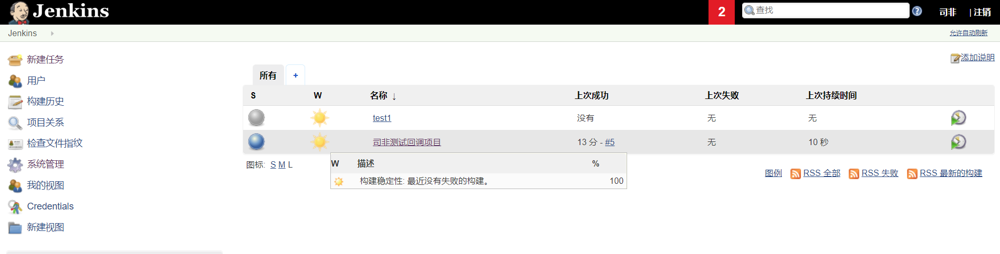 Jenkins
2
查找
司非
| 注销
Jenkins
允许自动刷新
新建任务
用户
构建历史
项目关系
检查文件指纹
系统管理
我的视图
Credentials
新建视图
添加说明
所有
+
S W 名称 ↓ 上次成功 上次失败 上次持续时间
test1 没有 无 无
司非测试回调项目 13 分 - #5 无 10 秒
图标: S M L
W 描述 %
构建稳定性: 最近没有失败的构建。 100
图例 RSS 全部 RSS 失败 RSS 最新的构建